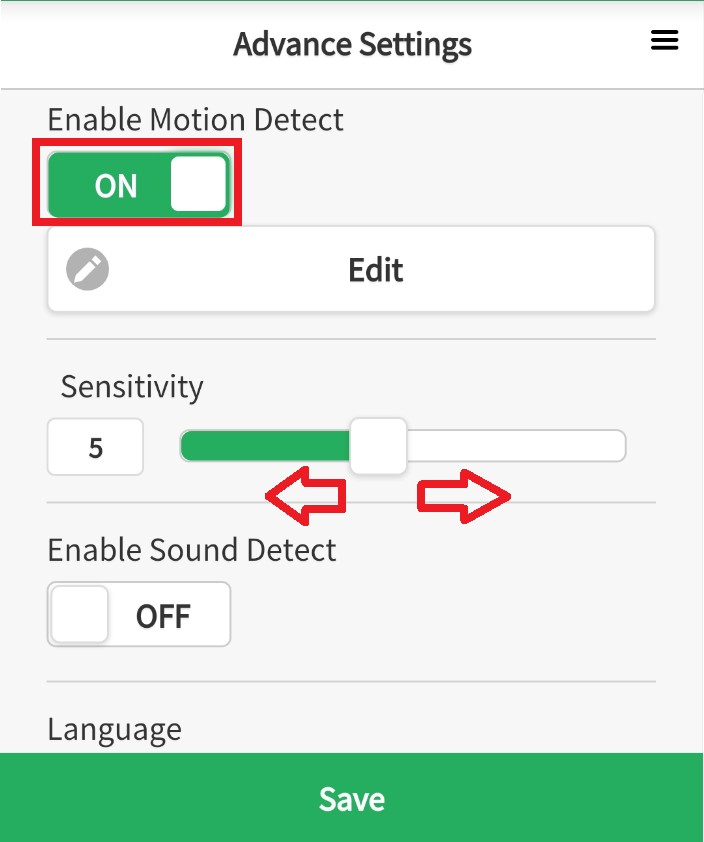 Advance Settings
Enable Motion Detect
ON
Edit
Sensitivity
5
Enable Sound Detect
OFF
Language
Save